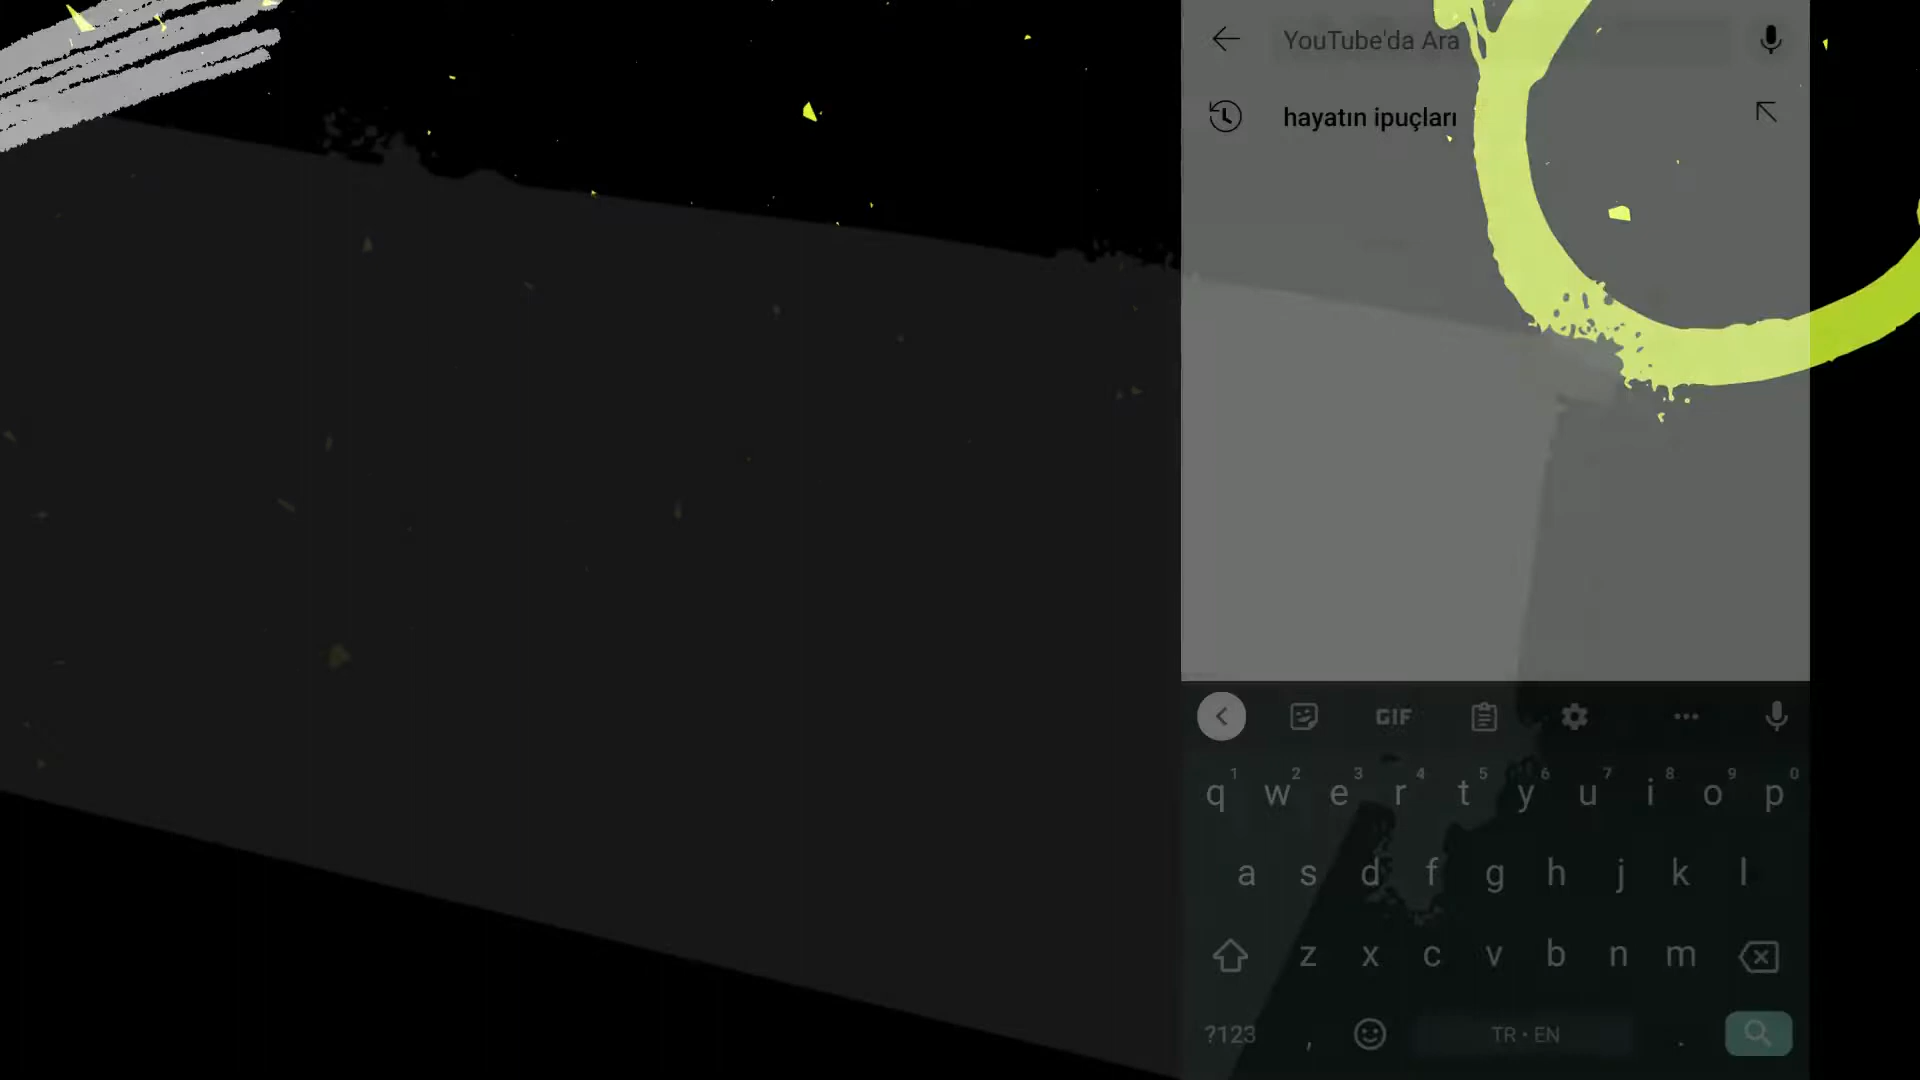 YouTube'da Ara
hayatın ipuçları
GIF
1 2 3 4 5 6 7 8 9 0
q w e r t y u i o p
a s d f g h j k l
z x c v b n m
?123 , TR • EN .